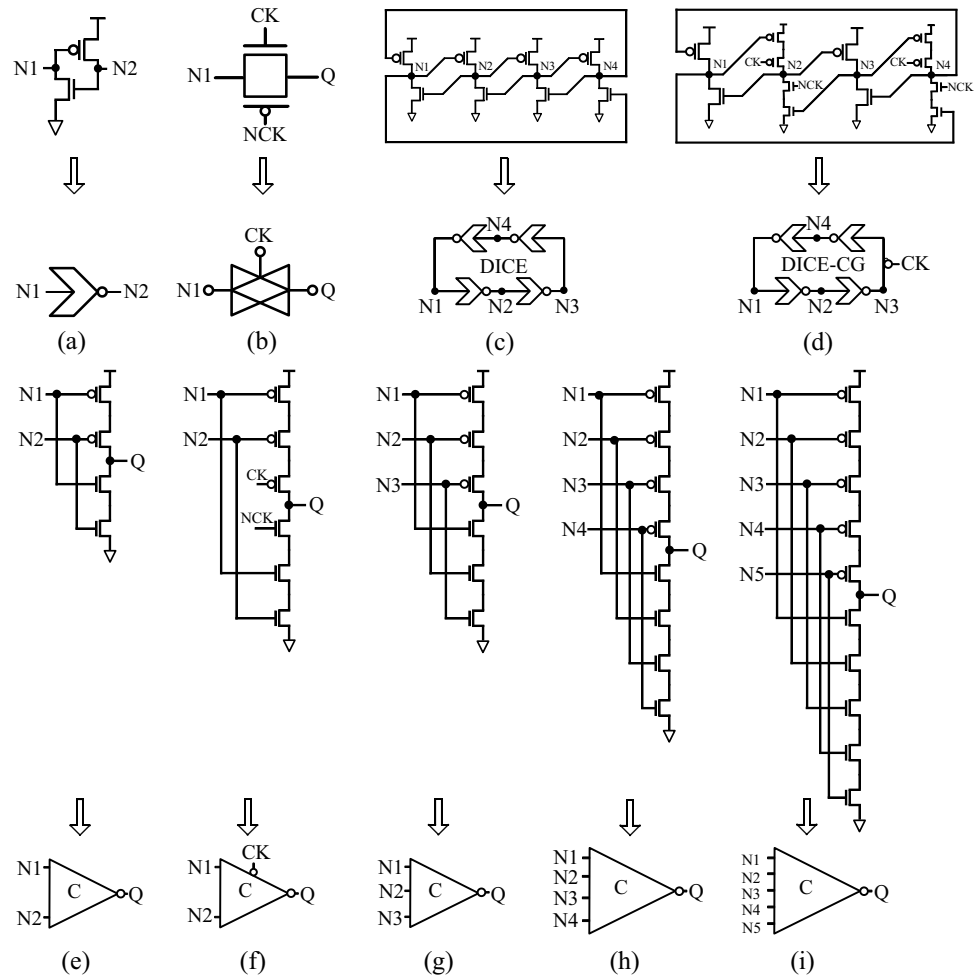 CK
N1 N2
N1 Q
NCK
N1 N2 N3 N4
N1 CK N2 NCK N3 CK N4 NCK
N1 N2
CK
N1 Q
N4
DICE
N1 N2 N3
N4
DICE-CG CK
N1 N2 N3
(a) (b) (c) (d)
N1
N2
Q
N1
N2
CK
Q
NCK
N1
N2
N3
Q
N1
N2
N3
N4
Q
N1
N2
N3
N4
N5
Q
N1
N2
C
Q
CK
N1
N2
C
Q
N1
N2
N3
C
Q
N1
N2
N3
N4
C
Q
N1
N2
N3
N4
N5
C
Q
(e) (f) (g) (h) (i)